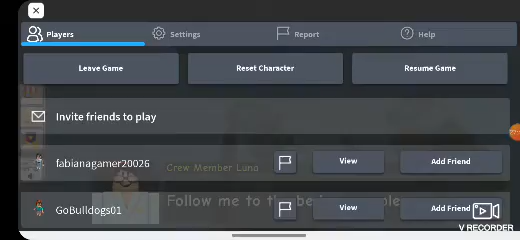 Players Settings Report Help
Leave Game Reset Character Resume Game
Invite friends to play
fabianagamer20026 View Add Friend
Crew Member Luna
Follow me to the
GoBulldogs01 View Add Friend
V RECORDER